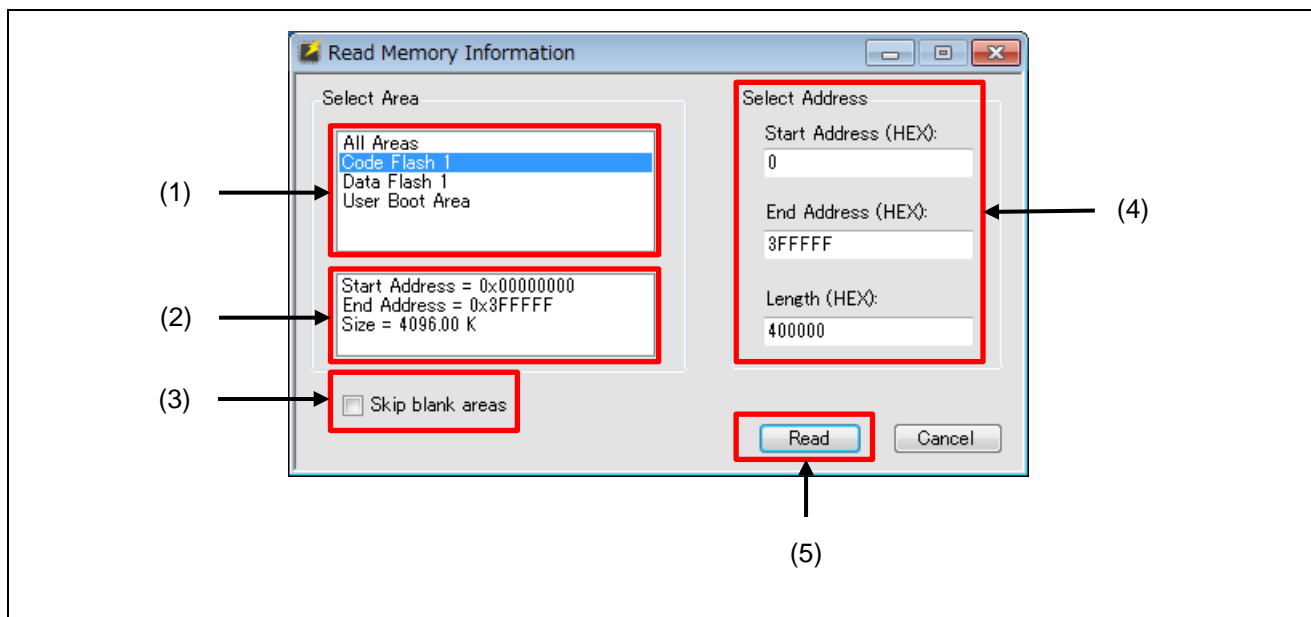 Read Memory Information
Select Area
Select Address
(1)
All Areas
Code Flash 1
Data Flash 1
User Boot Area
Start Address (HEX):
0
End Address (HEX):
3FFFFF
(4)
(2)
Start Address = 0x00000000
End Address = 0x3FFFFF
Size = 4096.00 K
Length (HEX):
400000
(3)
Skip blank areas
Read
Cancel
(5)